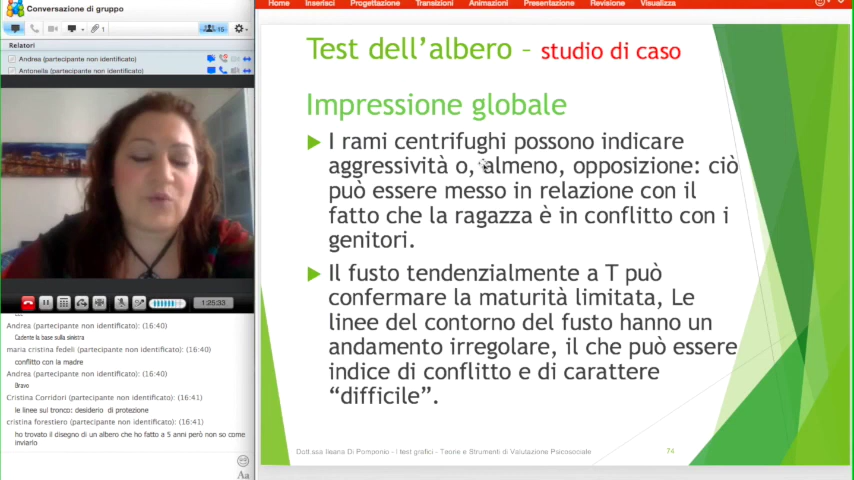 Conversazione di gruppo
15
1
Relatori
Andrea (partecipante non identificato)
Antonella (partecipante non identificato)
1:25:33
Andrea (partecipante non identificato): (16:40)
Cadente la base sulla sinistra
maria cristina fedeli (partecipante non identificato): (16:40)
conflitto con la madre
Andrea (partecipante non identificato): (16:40)
Bravo
Cristina Corridori (partecipante non identificato): (16:41)
le linee sul tronco: desiderio di protezione
cristina forestiero (partecipante non identificato): (16:41)
ho trovato il disegno di un albero che ho fatto a 5 anni però non so come
inviarlo
Aa
Home Inserisci Progettazione Transizioni Animazioni Presentazione Revisione Visualizza
Test dell'albero – studio di caso
Impressione globale
I rami centrifughi possono indicare
aggressività o, almeno, opposizione: ciò
può essere messo in relazione con il
fatto che la ragazza è in conflitto con i
genitori.
Il fusto tendenzialmente a T può
confermare la maturità limitata, Le
linee del contorno del fusto hanno un
andamento irregolare, il che può essere
indice di conflitto e di carattere
“difficile”.
Dott ssa Ileana Di Pomponio - I test grafici - Teorie e Strumenti di Valutazione Psicosociale
74